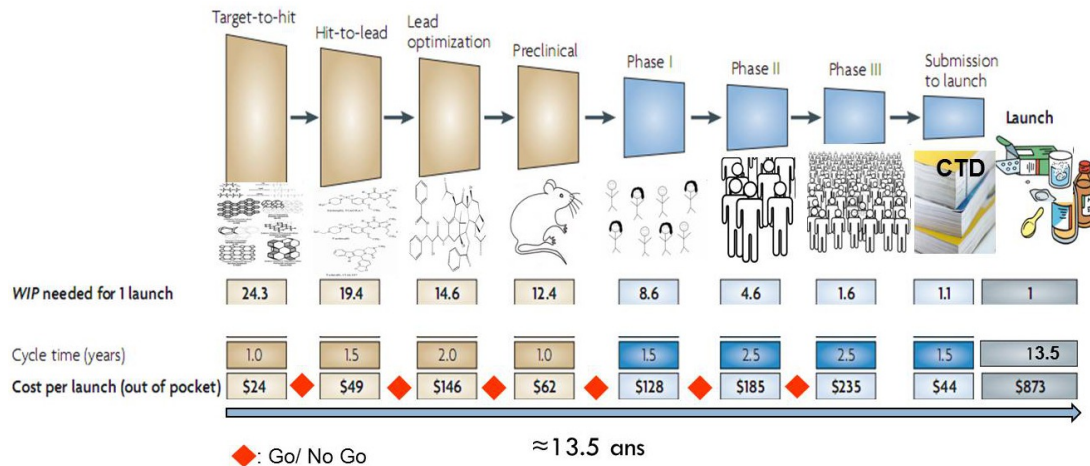 Target-to-hit
Hit-to-lead
Lead
optimization
Preclinical
Phase I
Phase II
Phase III
Submission
to launch
Launch
CTD
WIP needed for 1 launch 24.3 19.4 14.6 12.4 8.6 4.6 1.6 1.1 1
Cycle time (years) 1.0 1.5 2.0 1.0 1.5 2.5 2.5 1.5 13.5
Cost per launch (out of pocket) $24 $49 $146 $62 $128 $185 $235 $44 $873
≈13.5 ans
: Go/ No Go